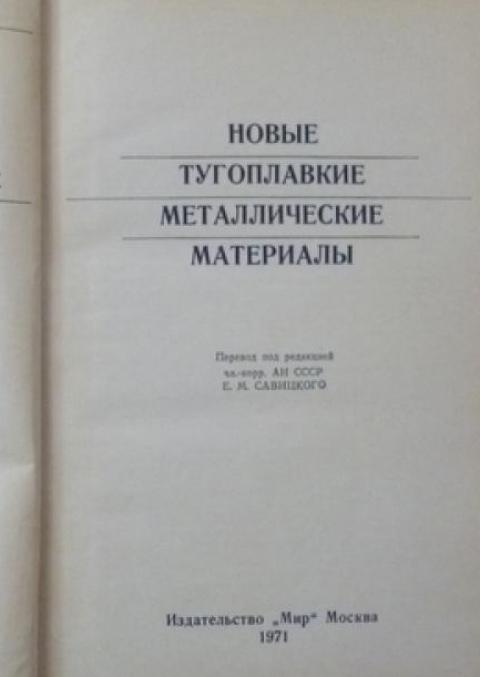 НОВЫЕ
ТУГОПЛАВКИЕ
МЕТАЛЛИЧЕСКИЕ
МАТЕРИАЛЫ
Перевод под редакцией
чл.-корр. АН СССР
Е. М. САВИЦКОГО
Издательство „Мир“ Москва
1971